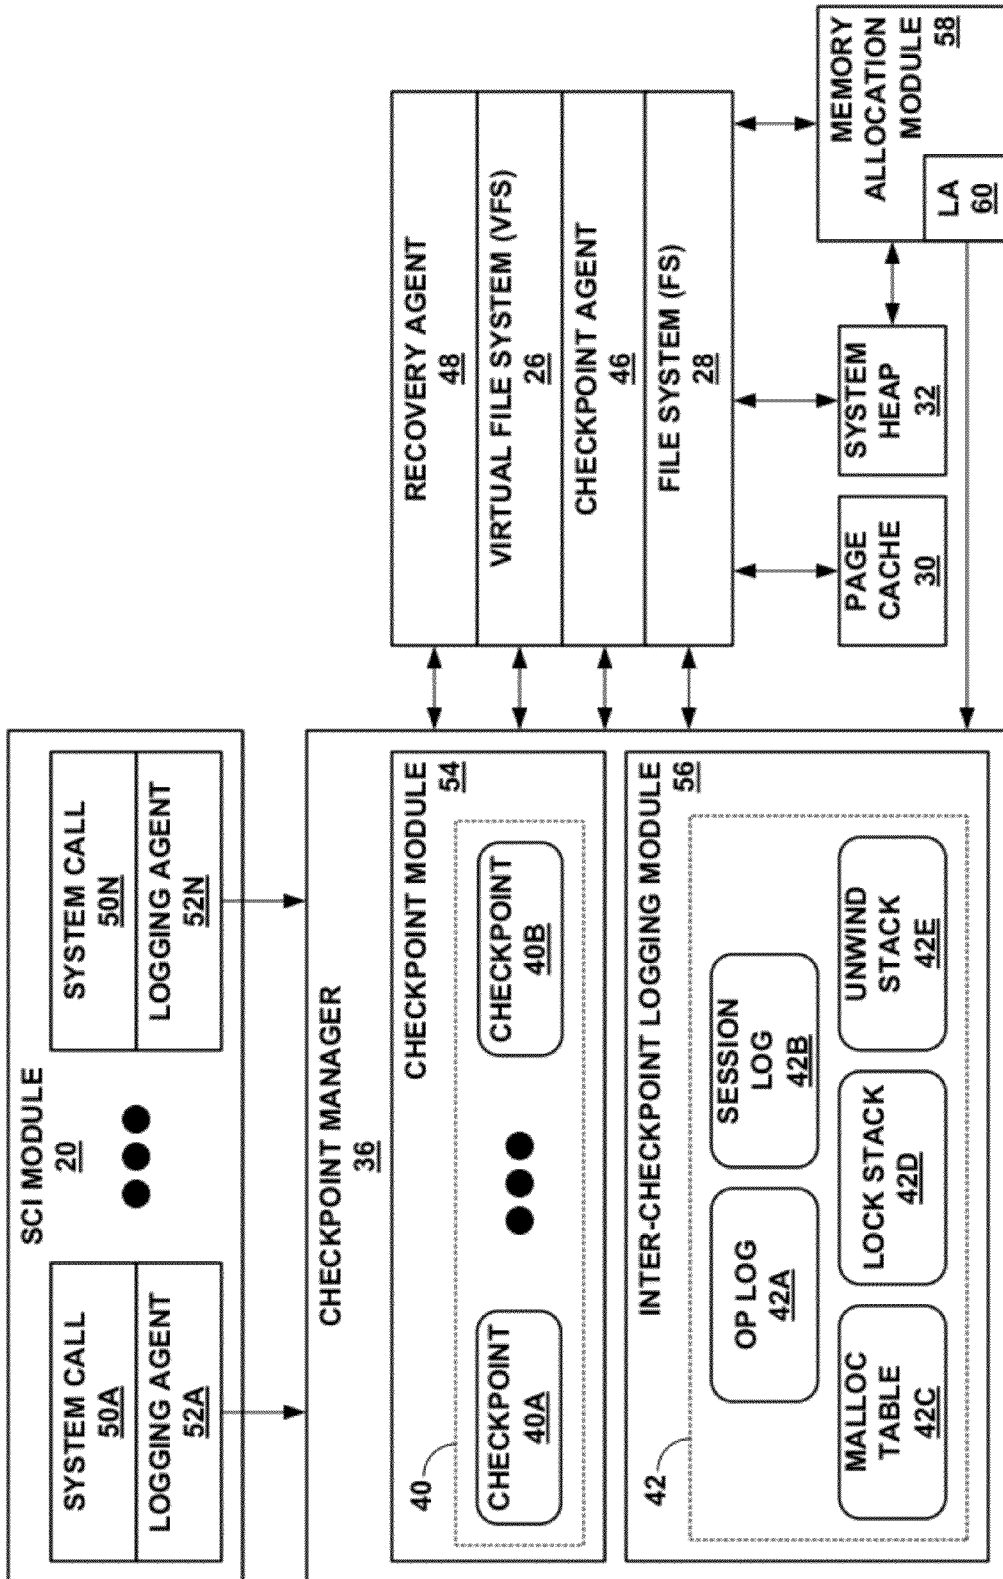 SCI MODULE
20
SYSTEM CALL
50A
LOGGING AGENT
52A
SYSTEM CALL
50N
LOGGING AGENT
52N
CHECKPOINT MANAGER
36
CHECKPOINT MODULE
54
40
CHECKPOINT
40A
CHECKPOINT
40B
INTER-CHECKPOINT LOGGING MODULE
56
42
OP LOG
42A
SESSION
LOG
42B
MALLOC
TABLE
42C
LOCK STACK
42D
UNWIND
STACK
42E
RECOVERY AGENT
48
VIRTUAL FILE SYSTEM (VFS)
26
CHECKPOINT AGENT
46
FILE SYSTEM (FS)
28
PAGE
CACHE
30
SYSTEM
HEAP
32
MEMORY
ALLOCATION
MODULE
58
LA
60